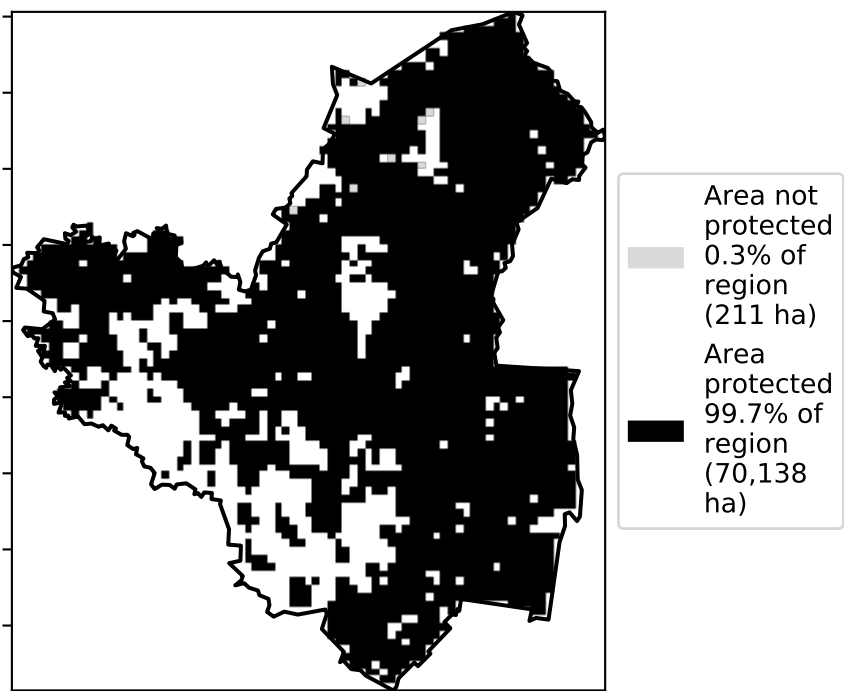 Area not
protected
0.3% of
region
(211 ha)
Area
protected
99.7% of
region
(70,138
ha)